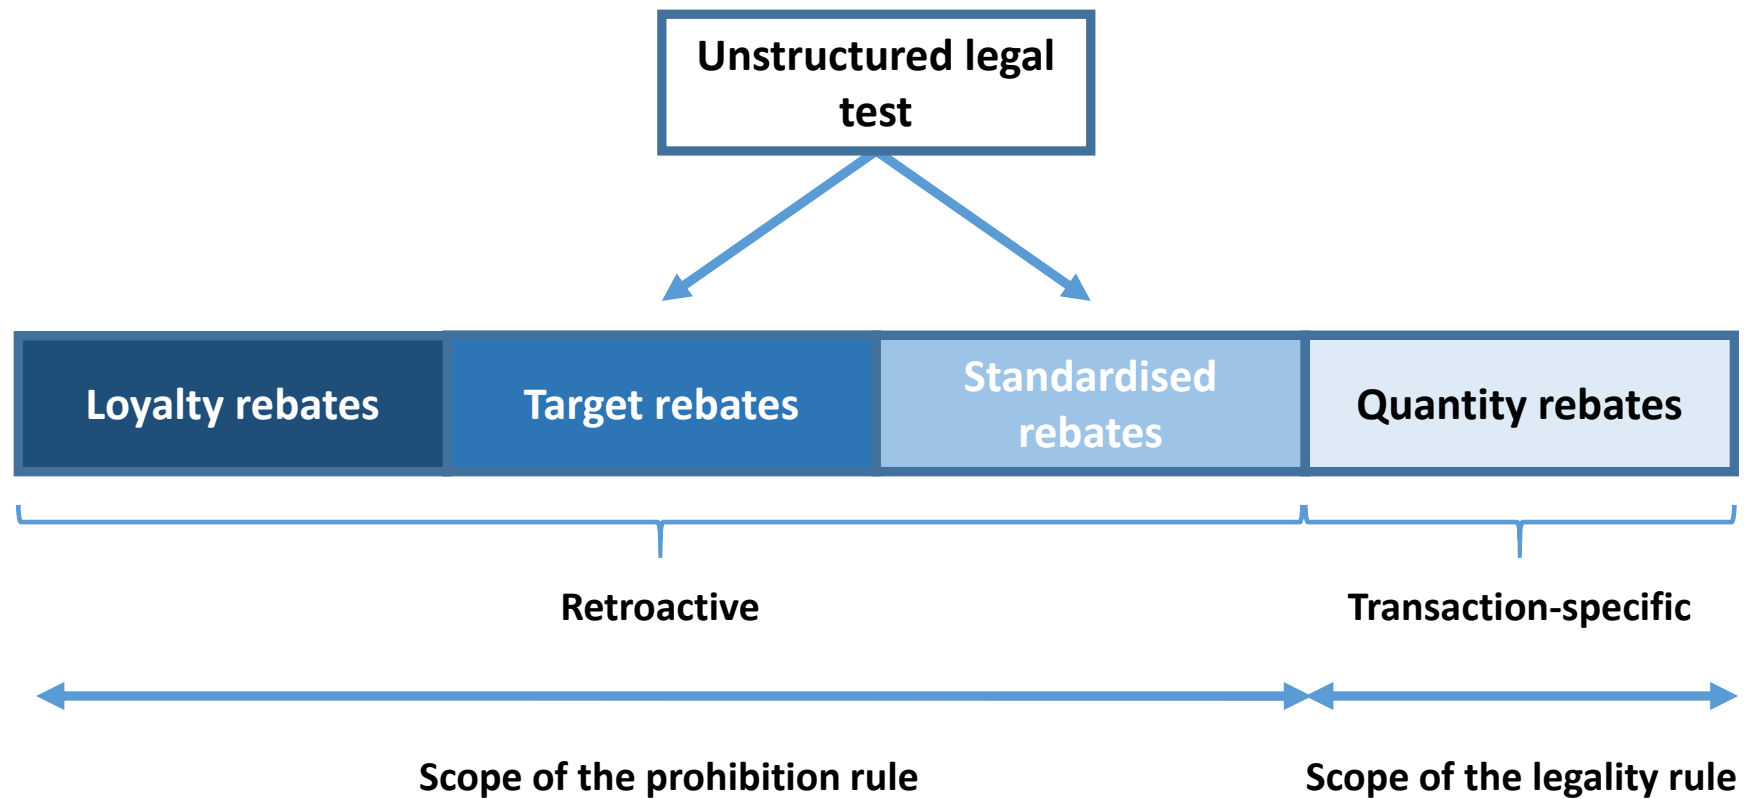 Unstructured legal
test
Loyalty rebates
Target rebates
Standardised
rebates
Quantity rebates
Retroactive
Transaction-specific
Scope of the prohibition rule
Scope of the legality rule